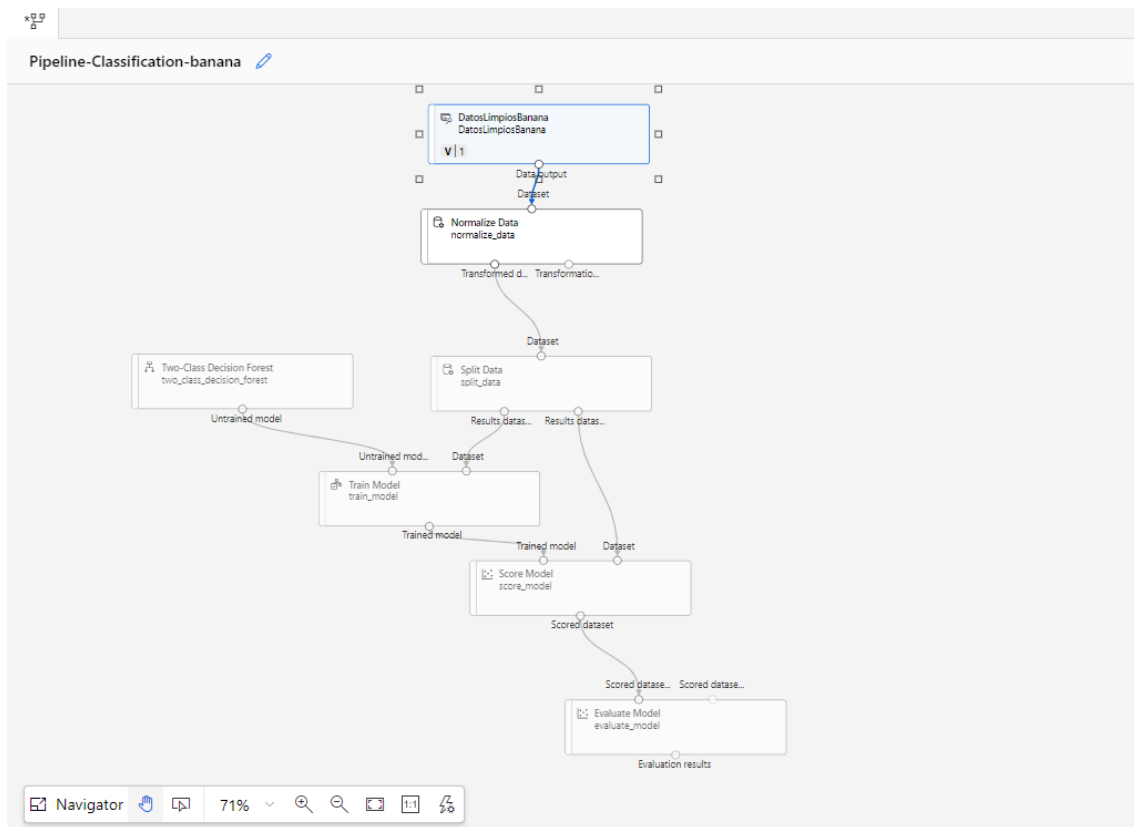 Pipeline-Classification-banana
DatosLimpiosBanana
DatosLimpiosBanana
V | 1
Data output
Dataset
Normalize Data
normalize_data
Transformed d... Transformatio...
Dataset
Two-Class Decision Forest
two_class_decision_forest
Untrained model
Split Data
split_data
Results datas... Results datas...
Untrained mod... Dataset
Train Model
train_model
Trained model
Trained model Dataset
Score Model
score_model
Scored dataset
Scored datase... Scored datase...
Evaluate Model
evaluate_model
Evaluation results
Navigator 71% 1:1